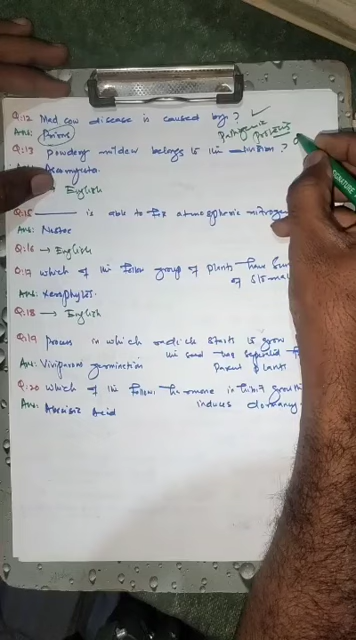 Q:12 Mad cow disease is caused by? ✓
Ans: Prions
Pathogenic proteins
Q:13 Powdery mildew belongs to the division?
Ascomycota.
English
Q:15 ____ is able to fix atmospheric nitrogen
Ans: Nostoc
Q:16 → English
Q:17 which of the follow group of plants have
Ans: xerophytes.
Q:18 → English
Q:19 Process in which starts to grow
the seed has separated
Parent plant
Ans: Viviparous germination
Q:20 which of the follow: hormone inhibit growth
induces dormancy
Ans: Abscisic Acid
SIGNATURE